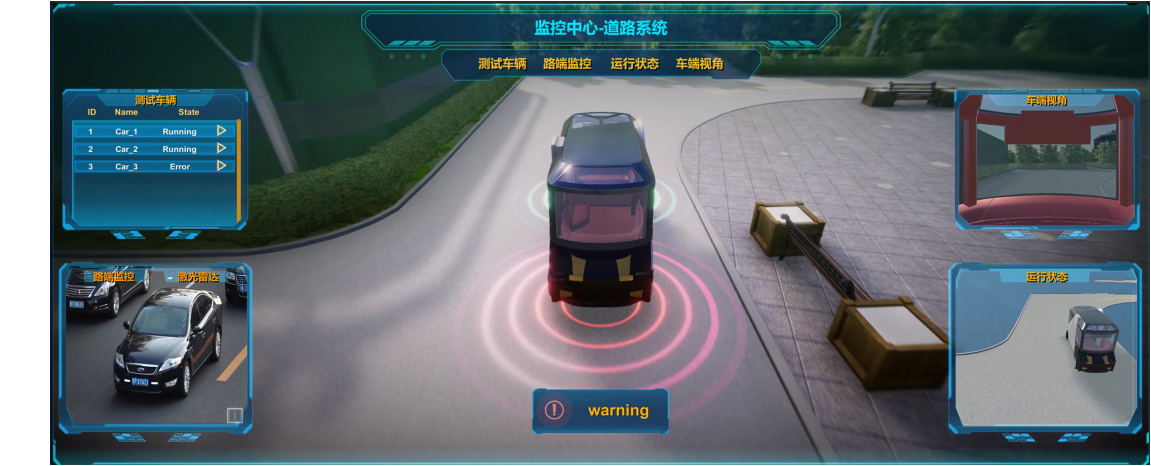 监控中心-道路系统
测试车辆 路端监控 运行状态 车端视角
测试车辆
ID Name State
1 Car_1 Running
2 Car_2 Running
3 Car_3 Error
车端视角
路端监控 激光雷达
1
运行状态
warning